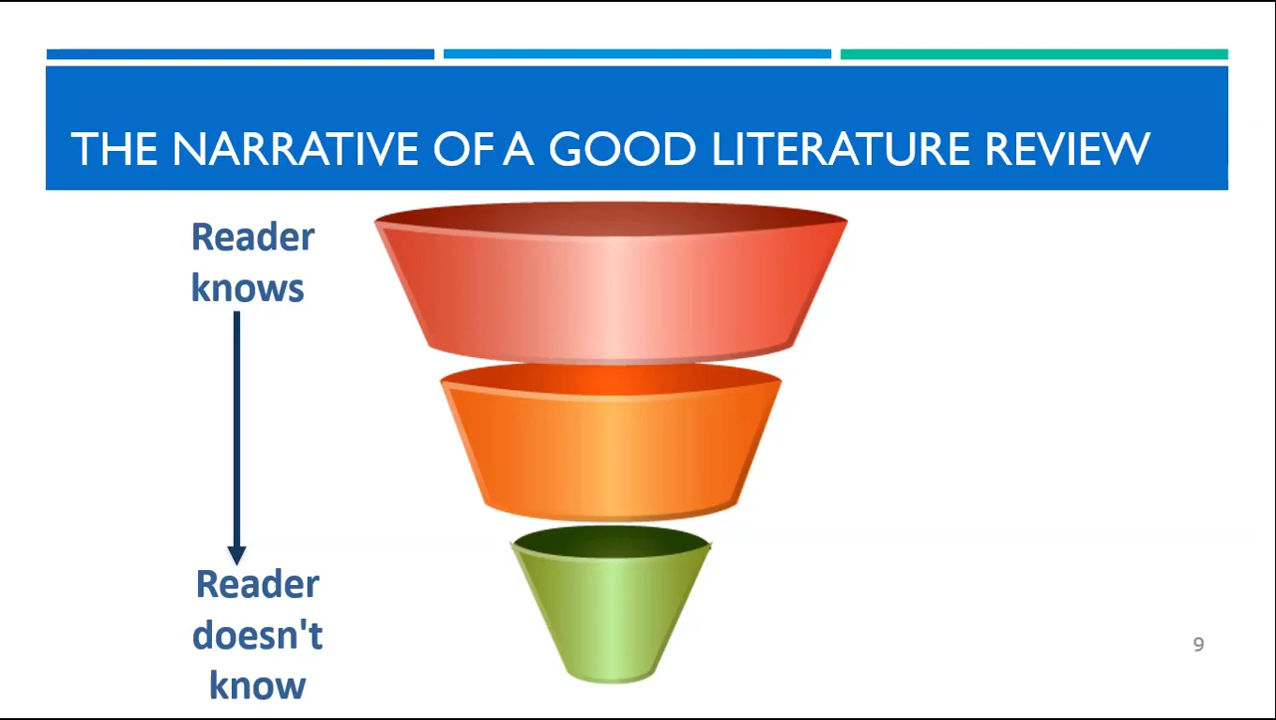 THE NARRATIVE OF A GOOD LITERATURE REVIEW
Reader
knows
Reader
doesn't
know
9